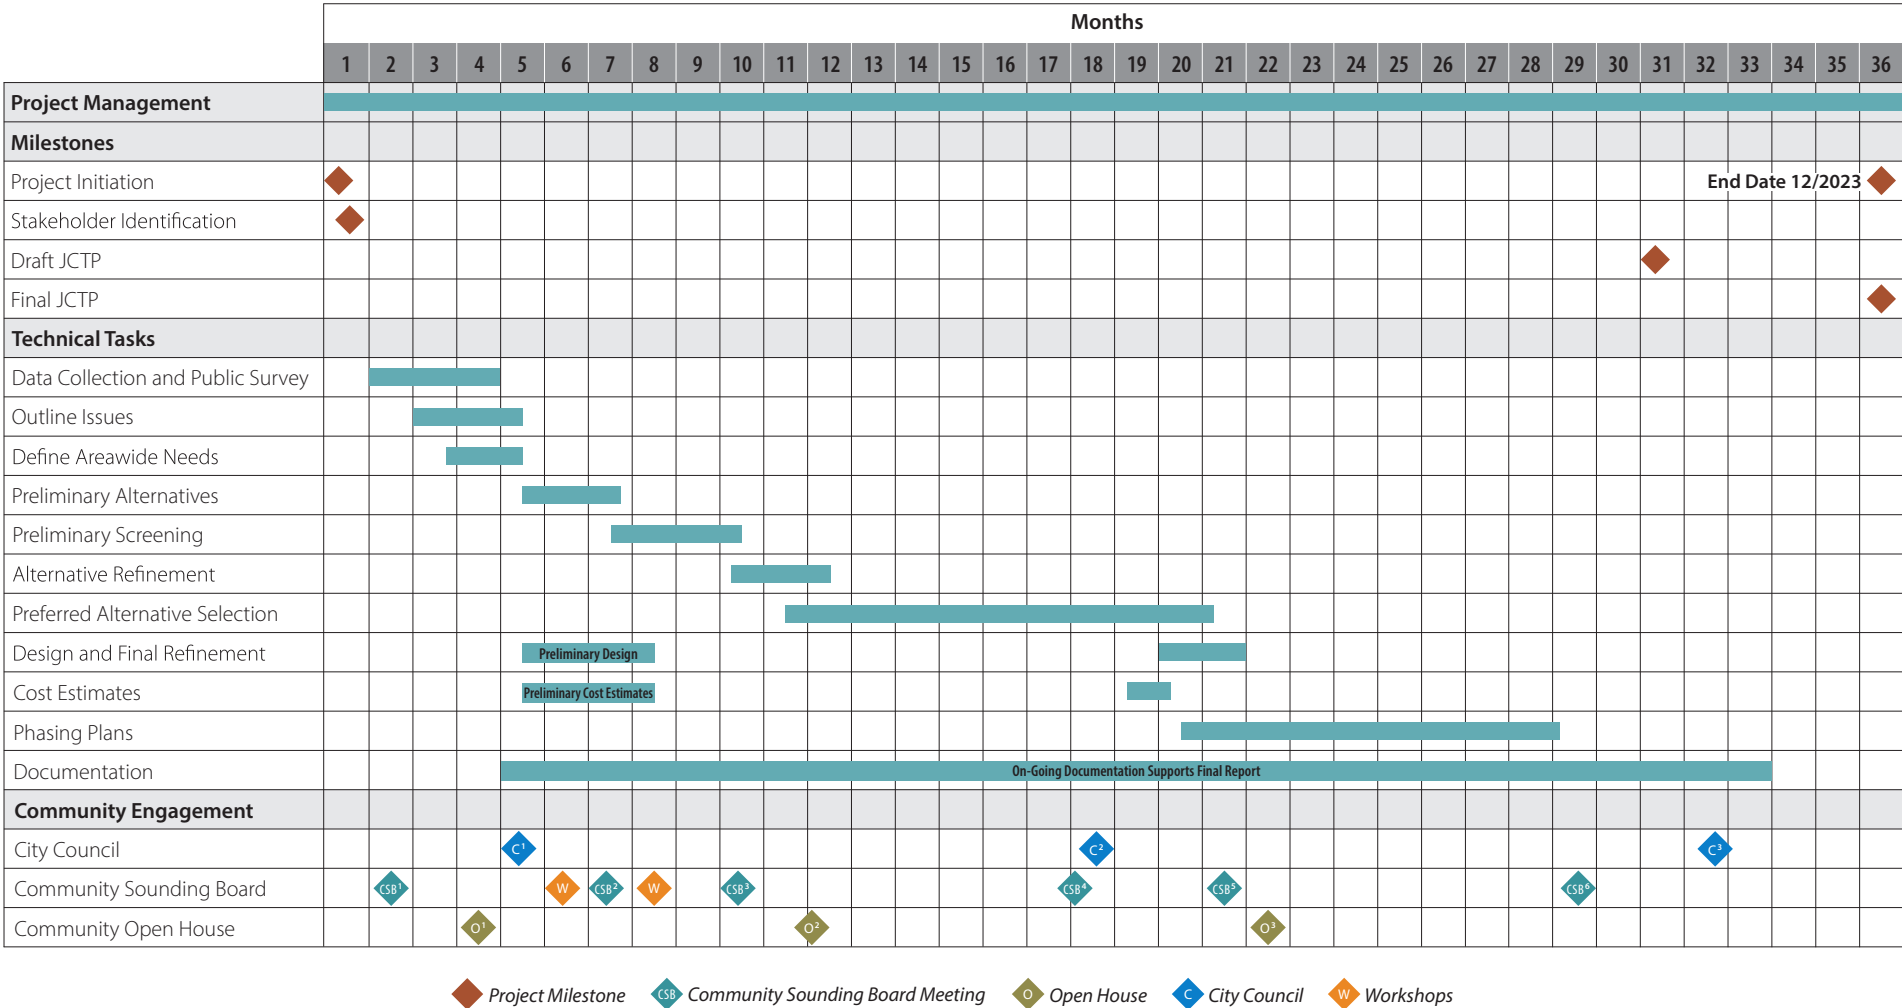 Months
1 2 3 4 5 6 7 8 9 10 11 12 13 14 15 16 17 18 19 20 21 22 23 24 25 26 27 28 29 30 31 32 33 34 35 36
Project Management
Milestones
Project Initiation End Date 12/2023
Stakeholder Identification
Draft JCTP
Final JCTP
Technical Tasks
Data Collection and Public Survey
Outline Issues
Define Areawide Needs
Preliminary Alternatives
Preliminary Screening
Alternative Refinement
Preferred Alternative Selection
Design and Final Refinement Preliminary Design
Cost Estimates Preliminary Cost Estimates
Phasing Plans
Documentation On-Going Documentation Supports Final Report
Community Engagement
City Council C¹ C² C³
Community Sounding Board CSB¹ W CSB² W CSB³ CSB⁴ CSB⁵ CSB⁶
Community Open House O¹ O² O³
Project Milestone CSB Community Sounding Board Meeting O Open House C City Council W Workshops